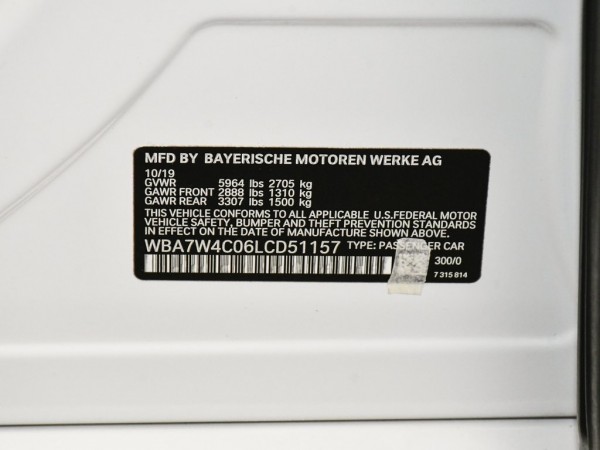 MFD BY BAYERISCHE MOTOREN WERKE AG
10/19
GVWR 5964 lbs 2705 kg
GAWR FRONT 2888 lbs 1310 kg
GAWR REAR 3307 lbs 1500 kg
THIS VEHICLE CONFORMS TO ALL APPLICABLE U.S.FEDERAL MOTOR
VEHICLE SAFETY, BUMPER AND THEFT PREVENTION STANDARDS
IN EFFECT ON THE DATE OF MANUFACTURE SHOWN ABOVE.
WBA7W4C06LCD51157 TYPE: PASSENGER CAR
300/0
7 315 814